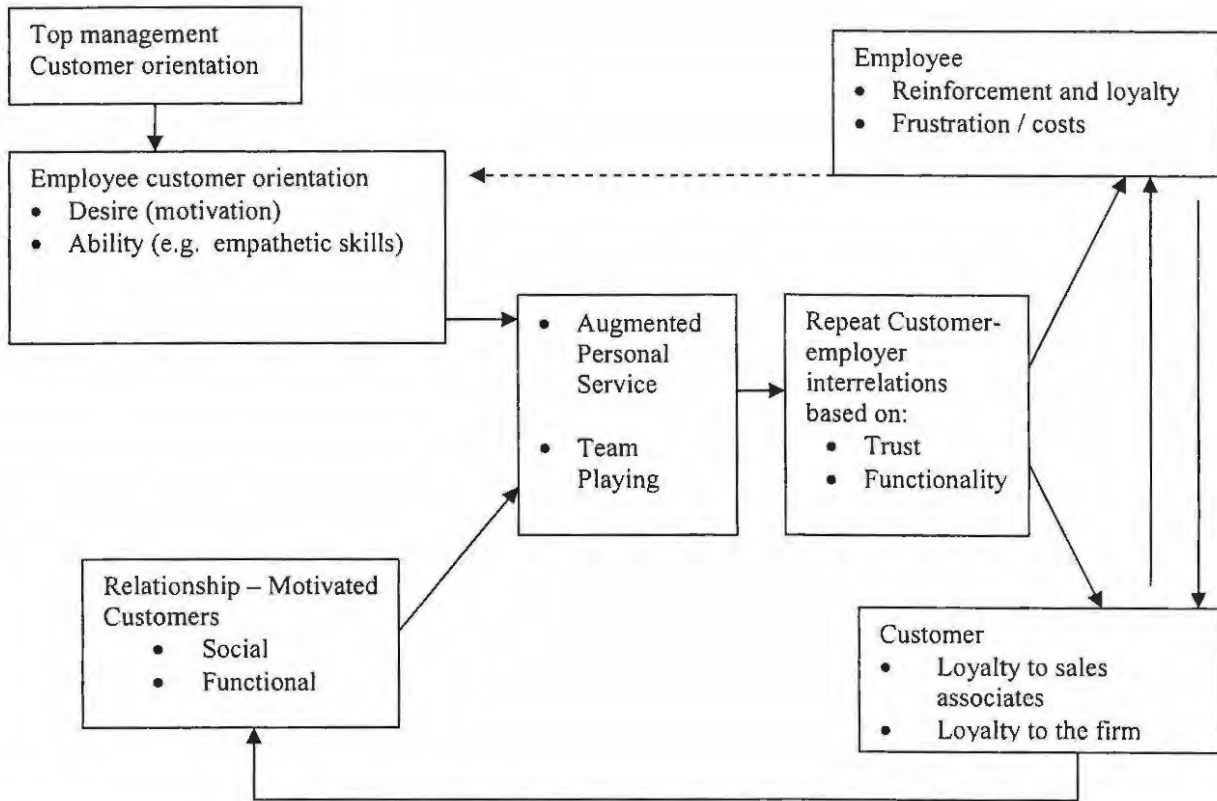 Top management
Customer orientation
Employee
• Reinforcement and loyalty
• Frustration / costs
Employee customer orientation
• Desire (motivation)
• Ability (e.g. empathetic skills)
• Augmented
Personal
Service
• Team
Playing
Repeat Customer-
employer
interrelations
based on:
• Trust
• Functionality
Relationship – Motivated
Customers
• Social
• Functional
Customer
• Loyalty to sales
associates
• Loyalty to the firm